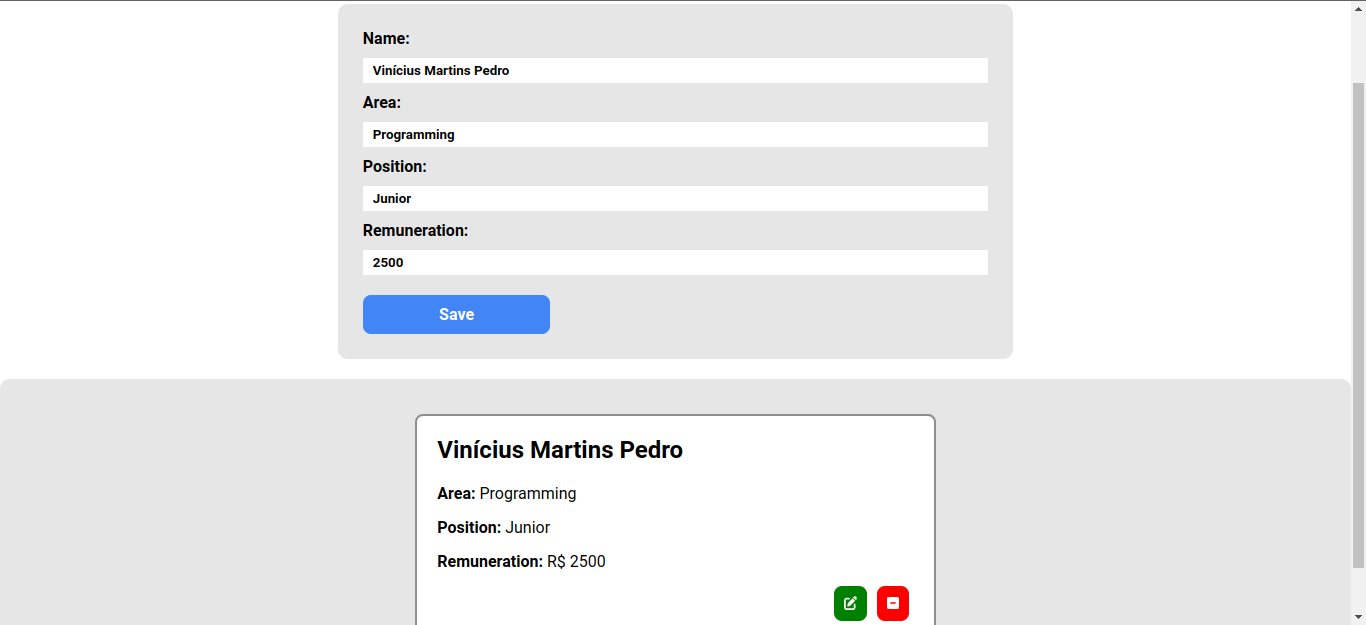 Name:
Vinícius Martins Pedro
Area:
Programming
Position:
Junior
Remuneration:
2500
Save
Vinícius Martins Pedro
Area: Programming
Position: Junior
Remuneration: R$ 2500